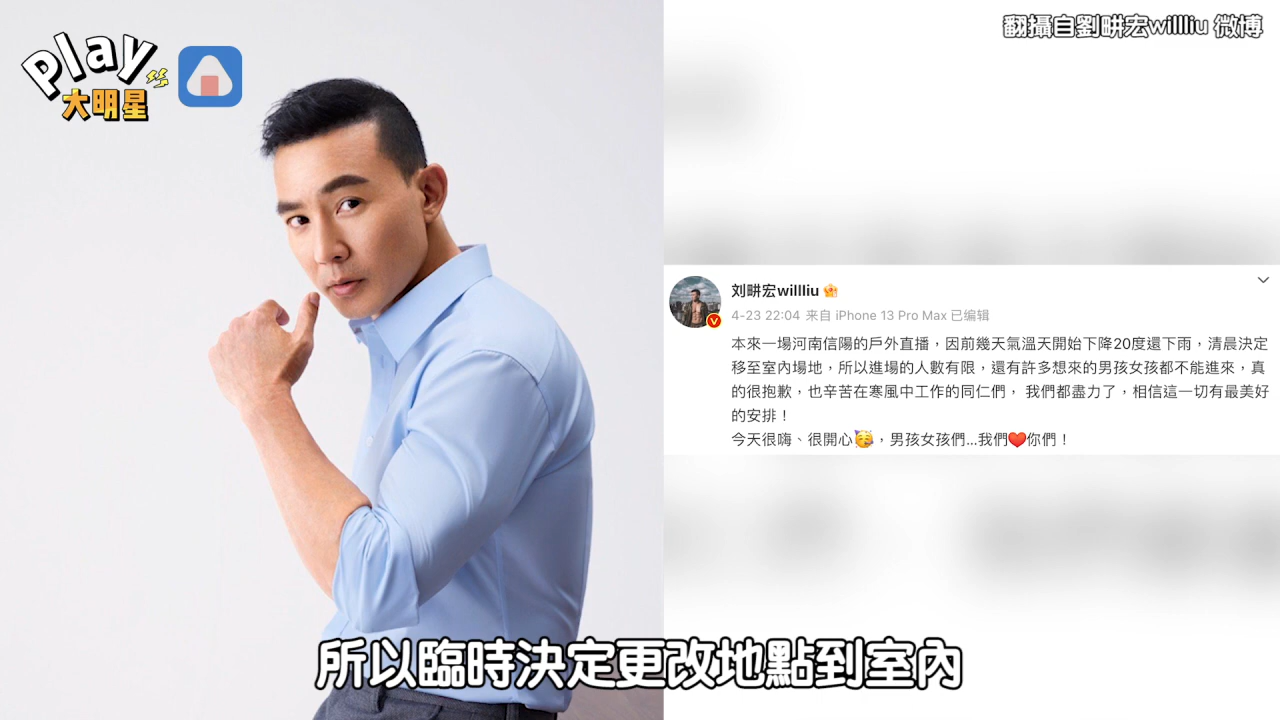 Play
大明星
翻攝自劉畊宏willliu 微博
刘畊宏willliu
4-23 22:04 来自 iPhone 13 Pro Max 已编辑
本來一場河南信陽的戶外直播，因前幾天氣溫天開始下降20度還下雨，清晨決定
移至室內場地，所以進場的人數有限，還有許多想來的男孩女孩都不能進來，真
的很抱歉，也辛苦在寒風中工作的同仁們， 我們都盡力了，相信這一切有最美好
的安排！
今天很嗨、很開心🥳，男孩女孩們...我們❤️你們！
所以臨時決定更改地點到室內